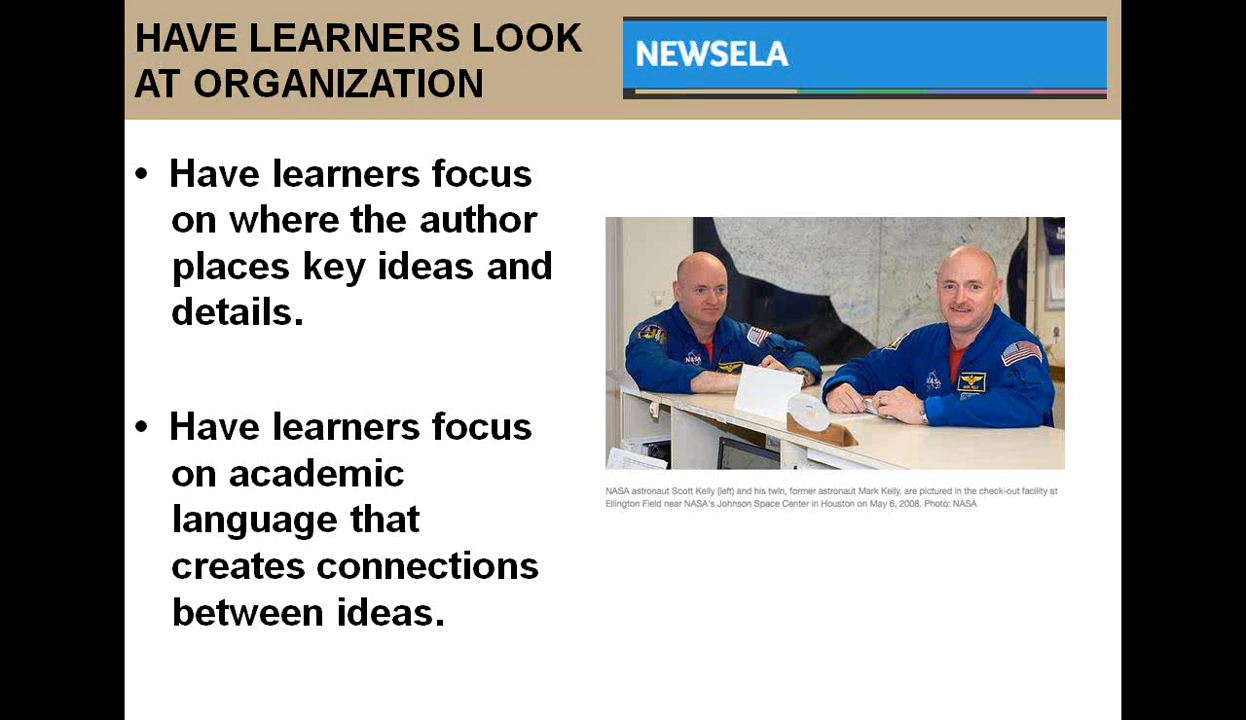 HAVE LEARNERS LOOK
AT ORGANIZATION
NEWSELA
• Have learners focus
on where the author
places key ideas and
details.
• Have learners focus
on academic
language that
creates connections
between ideas.
NASA astronaut Scott Kelly (left) and his twin, former astronaut Mark Kelly, are pictured in the check-out facility at
Ellington Field near NASA's Johnson Space Center in Houston on May 6, 2008. Photo: NASA